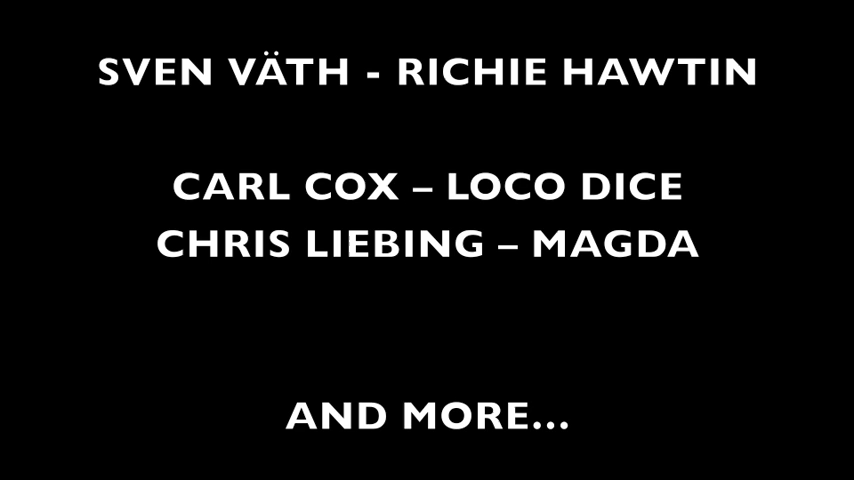 SVEN VÄTH - RICHIE HAWTIN
CARL COX – LOCO DICE
CHRIS LIEBING – MAGDA
AND MORE...